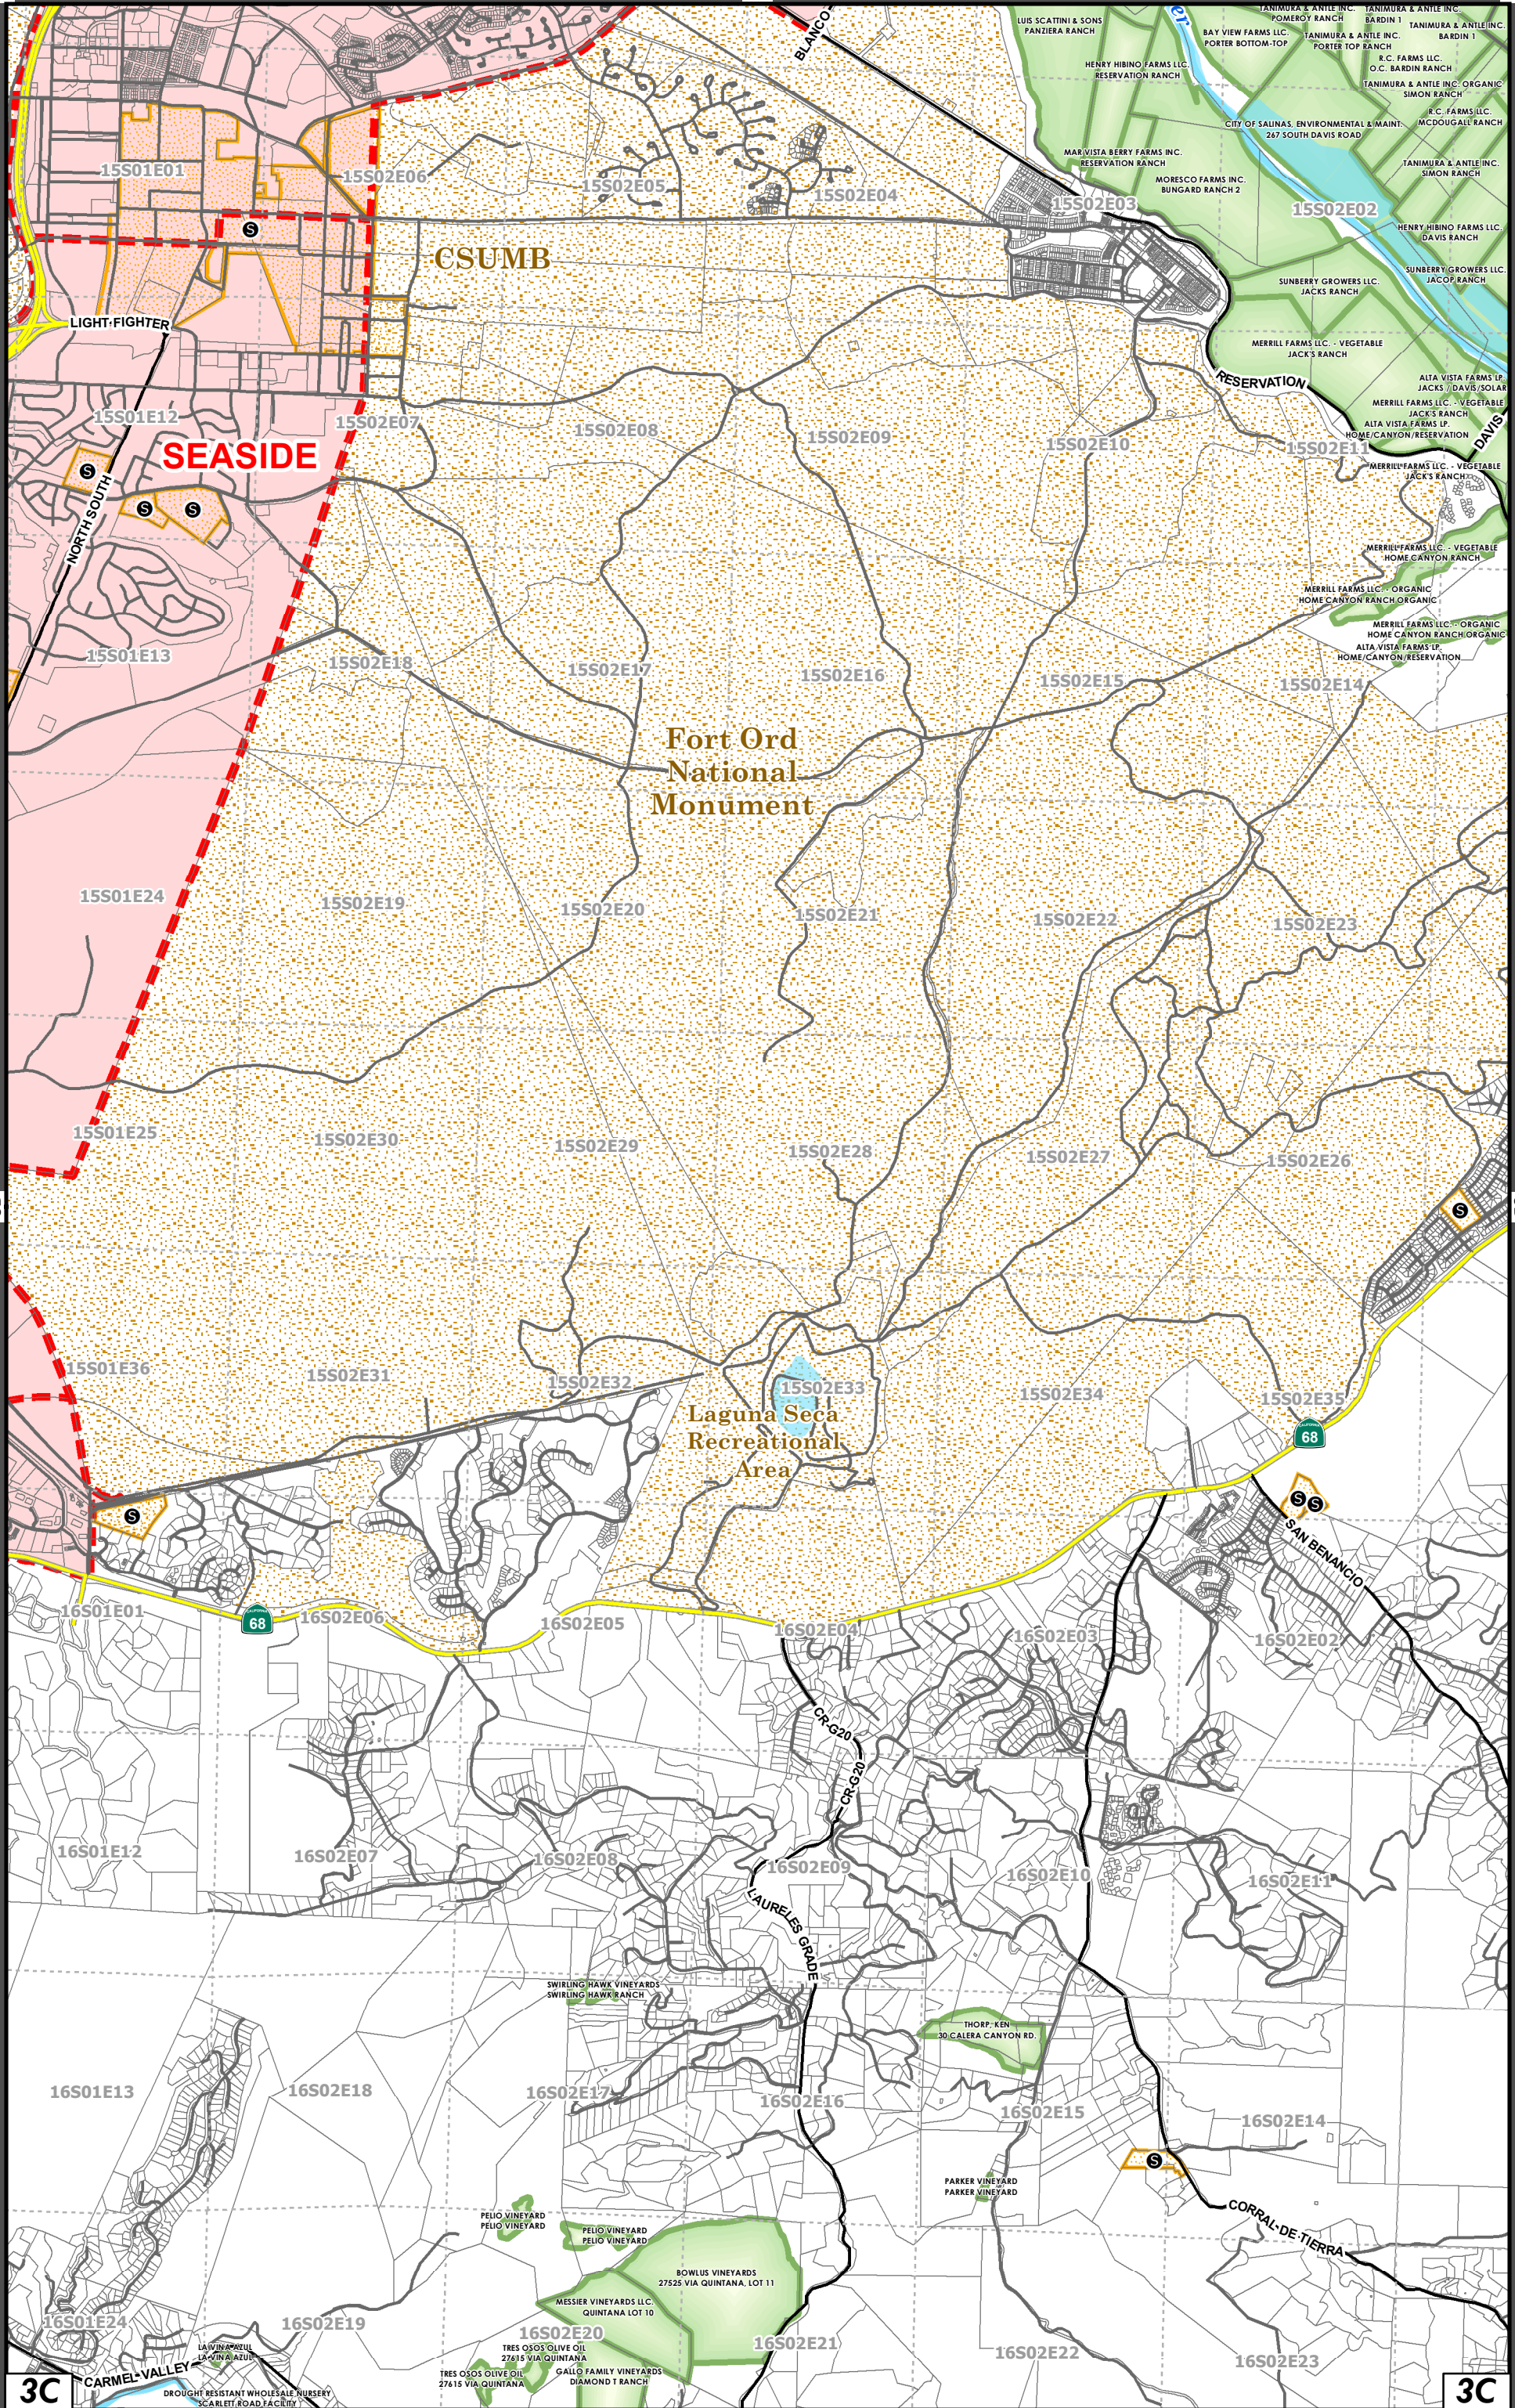 BLANCO
er
LUIS SCATTINI & SONS
PANZIERA RANCH
TANIMURA & ANTLE INC.
POMEROY RANCH
TANIMURA & ANTLE INC.
BARDIN 1
TANIMURA & ANTLE INC.
BARDIN 1
BAY VIEW FARMS LLC.
PORTER BOTTOM-TOP
TANIMURA & ANTLE INC.
PORTER TOP RANCH
HENRY HIBINO FARMS LLC.
RESERVATION RANCH
R.C. FARMS LLC.
O.C. BARDIN RANCH
TANIMURA & ANTLE INC. ORGANIC
SIMON RANCH
R.C. FARMS LLC.
MCDOUGALL RANCH
CITY OF SALINAS, ENVIRONMENTAL & MAINT.
267 SOUTH DAVIS ROAD
MAR VISTA BERRY FARMS INC.
RESERVATION RANCH
TANIMURA & ANTLE INC.
SIMON RANCH
MORESCO FARMS INC.
BUNGARD RANCH 2
15S01E01
15S02E06
15S02E05
15S02E04
15S02E03
15S02E02
S
HENRY HIBINO FARMS LLC.
DAVIS RANCH
CSUMB
SUNBERRY GROWERS LLC.
JACOP RANCH
SUNBERRY GROWERS LLC.
JACKS RANCH
LIGHT FIGHTER
MERRILL FARMS LLC. - VEGETABLE
JACK'S RANCH
RESERVATION
ALTA VISTA FARMS LP
JACKS / DAVIS/SOLAR
MERRILL FARMS LLC. - VEGETABLE
JACK'S RANCH
ALTA VISTA FARMS LP.
HOME/CANYON/RESERVATION
DAVIS
15S01E12
15S02E07
15S02E08
15S02E09
15S02E10
15S02E11
SEASIDE
MERRILL FARMS LLC. - VEGETABLE
JACK'S RANCH
S
S
S
NORTH SOUTH
MERRILL FARMS LLC. - VEGETABLE
HOME CANYON RANCH
MERRILL FARMS LLC. - ORGANIC
HOME CANYON RANCH ORGANIC
MERRILL FARMS LLC. - ORGANIC
HOME CANYON RANCH ORGANIC
ALTA VISTA FARMS LP.
HOME/CANYON/RESERVATION
15S01E13
15S02E18
15S02E17
15S02E16
15S02E15
15S02E14
Fort Ord
National
Monument
15S01E24
15S02E19
15S02E20
15S02E21
15S02E22
15S02E23
15S01E25
15S02E30
15S02E29
15S02E28
15S02E27
15S02E26
S
15S01E36
15S02E31
15S02E32
15S02E33
15S02E34
15S02E35
Laguna Seca
Recreational
Area
CALIFORNIA
68
S
S
S
SAN BENANCIO
16S01E01
CALIFORNIA
68
16S02E06
16S02E05
16S02E04
16S02E03
16S02E02
CR-G20
CR-G20
16S01E12
16S02E07
16S02E08
16S02E09
16S02E10
16S02E11
LAURELES GRADE
SWIRLING HAWK VINEYARDS
SWIRLING HAWK RANCH
THORP, KEN
30 CALERA CANYON RD.
16S01E13
16S02E18
16S02E17
16S02E16
16S02E15
16S02E14
S
PARKER VINEYARD
PARKER VINEYARD
CORRAL DE TIERRA
PELIO VINEYARD
PELIO VINEYARD
PELIO VINEYARD
PELIO VINEYARD
BOWLUS VINEYARDS
27525 VIA QUINTANA, LOT 11
MESSIER VINEYARDS LLC.
QUINTANA LOT 10
16S01E24
16S02E19
16S02E20
16S02E21
16S02E22
16S02E23
LA VINA AZUL
LA VINA AZUL
TRES OSOS OLIVE OIL
27615 VIA QUINTANA
TRES OSOS OLIVE OIL
27615 VIA QUINTANA
GALLO FAMILY VINEYARDS
DIAMOND T RANCH
CARMEL VALLEY
DROUGHT RESISTANT WHOLESALE NURSERY
SCARLETT ROAD FACILITY
3C
3C